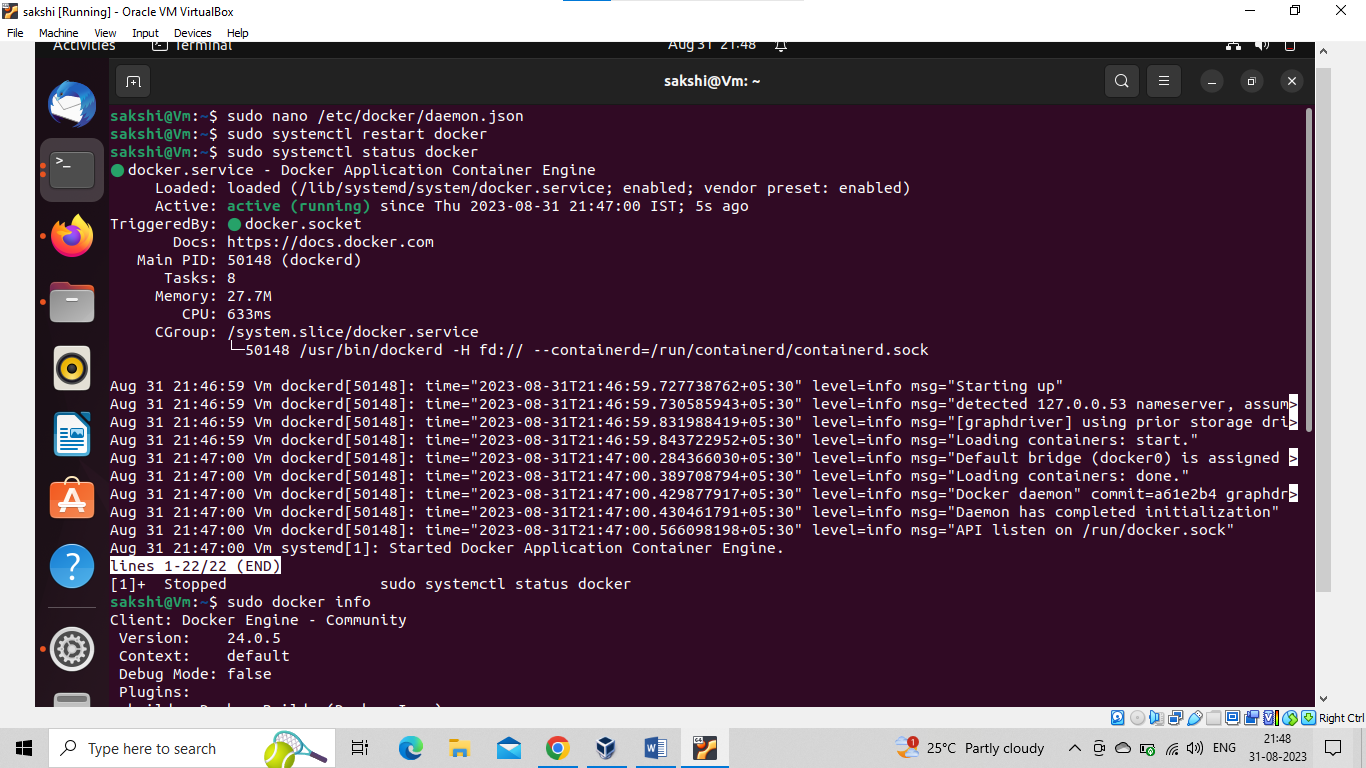 sakshi [Running] - Oracle VM VirtualBox
File Machine View Input Devices Help
Activities Terminal Aug 31 21:48
sakshi@Vm: ~
sakshi@Vm:~$ sudo nano /etc/docker/daemon.json
sakshi@Vm:~$ sudo systemctl restart docker
sakshi@Vm:~$ sudo systemctl status docker
docker.service - Docker Application Container Engine
Loaded: loaded (/lib/systemd/system/docker.service; enabled; vendor preset: enabled)
Active: active (running) since Thu 2023-08-31 21:47:00 IST; 5s ago
TriggeredBy: docker.socket
Docs: https://docs.docker.com
Main PID: 50148 (dockerd)
Tasks: 8
Memory: 27.7M
CPU: 633ms
CGroup: /system.slice/docker.service
└─50148 /usr/bin/dockerd -H fd:// --containerd=/run/containerd/containerd.sock
Aug 31 21:46:59 Vm dockerd[50148]: time="2023-08-31T21:46:59.727738762+05:30" level=info msg="Starting up"
Aug 31 21:46:59 Vm dockerd[50148]: time="2023-08-31T21:46:59.730585943+05:30" level=info msg="detected 127.0.0.53 nameserver, assum>
Aug 31 21:46:59 Vm dockerd[50148]: time="2023-08-31T21:46:59.831988419+05:30" level=info msg="[graphdriver] using prior storage dri>
Aug 31 21:46:59 Vm dockerd[50148]: time="2023-08-31T21:46:59.843722952+05:30" level=info msg="Loading containers: start."
Aug 31 21:47:00 Vm dockerd[50148]: time="2023-08-31T21:47:00.284366030+05:30" level=info msg="Default bridge (docker0) is assigned >
Aug 31 21:47:00 Vm dockerd[50148]: time="2023-08-31T21:47:00.389708794+05:30" level=info msg="Loading containers: done."
Aug 31 21:47:00 Vm dockerd[50148]: time="2023-08-31T21:47:00.429877917+05:30" level=info msg="Docker daemon" commit=a61e2b4 graphdr>
Aug 31 21:47:00 Vm dockerd[50148]: time="2023-08-31T21:47:00.430461791+05:30" level=info msg="Daemon has completed initialization"
Aug 31 21:47:00 Vm dockerd[50148]: time="2023-08-31T21:47:00.566098198+05:30" level=info msg="API listen on /run/docker.sock"
Aug 31 21:47:00 Vm systemd[1]: Started Docker Application Container Engine.
lines 1-22/22 (END)
[1]+ Stopped sudo systemctl status docker
sakshi@Vm:~$ sudo docker info
Client: Docker Engine - Community
Version: 24.0.5
Context: default
Debug Mode: false
Plugins:
Right Ctrl
Type here to search
1
25°C Partly cloudy
ENG
21:48
31-08-2023